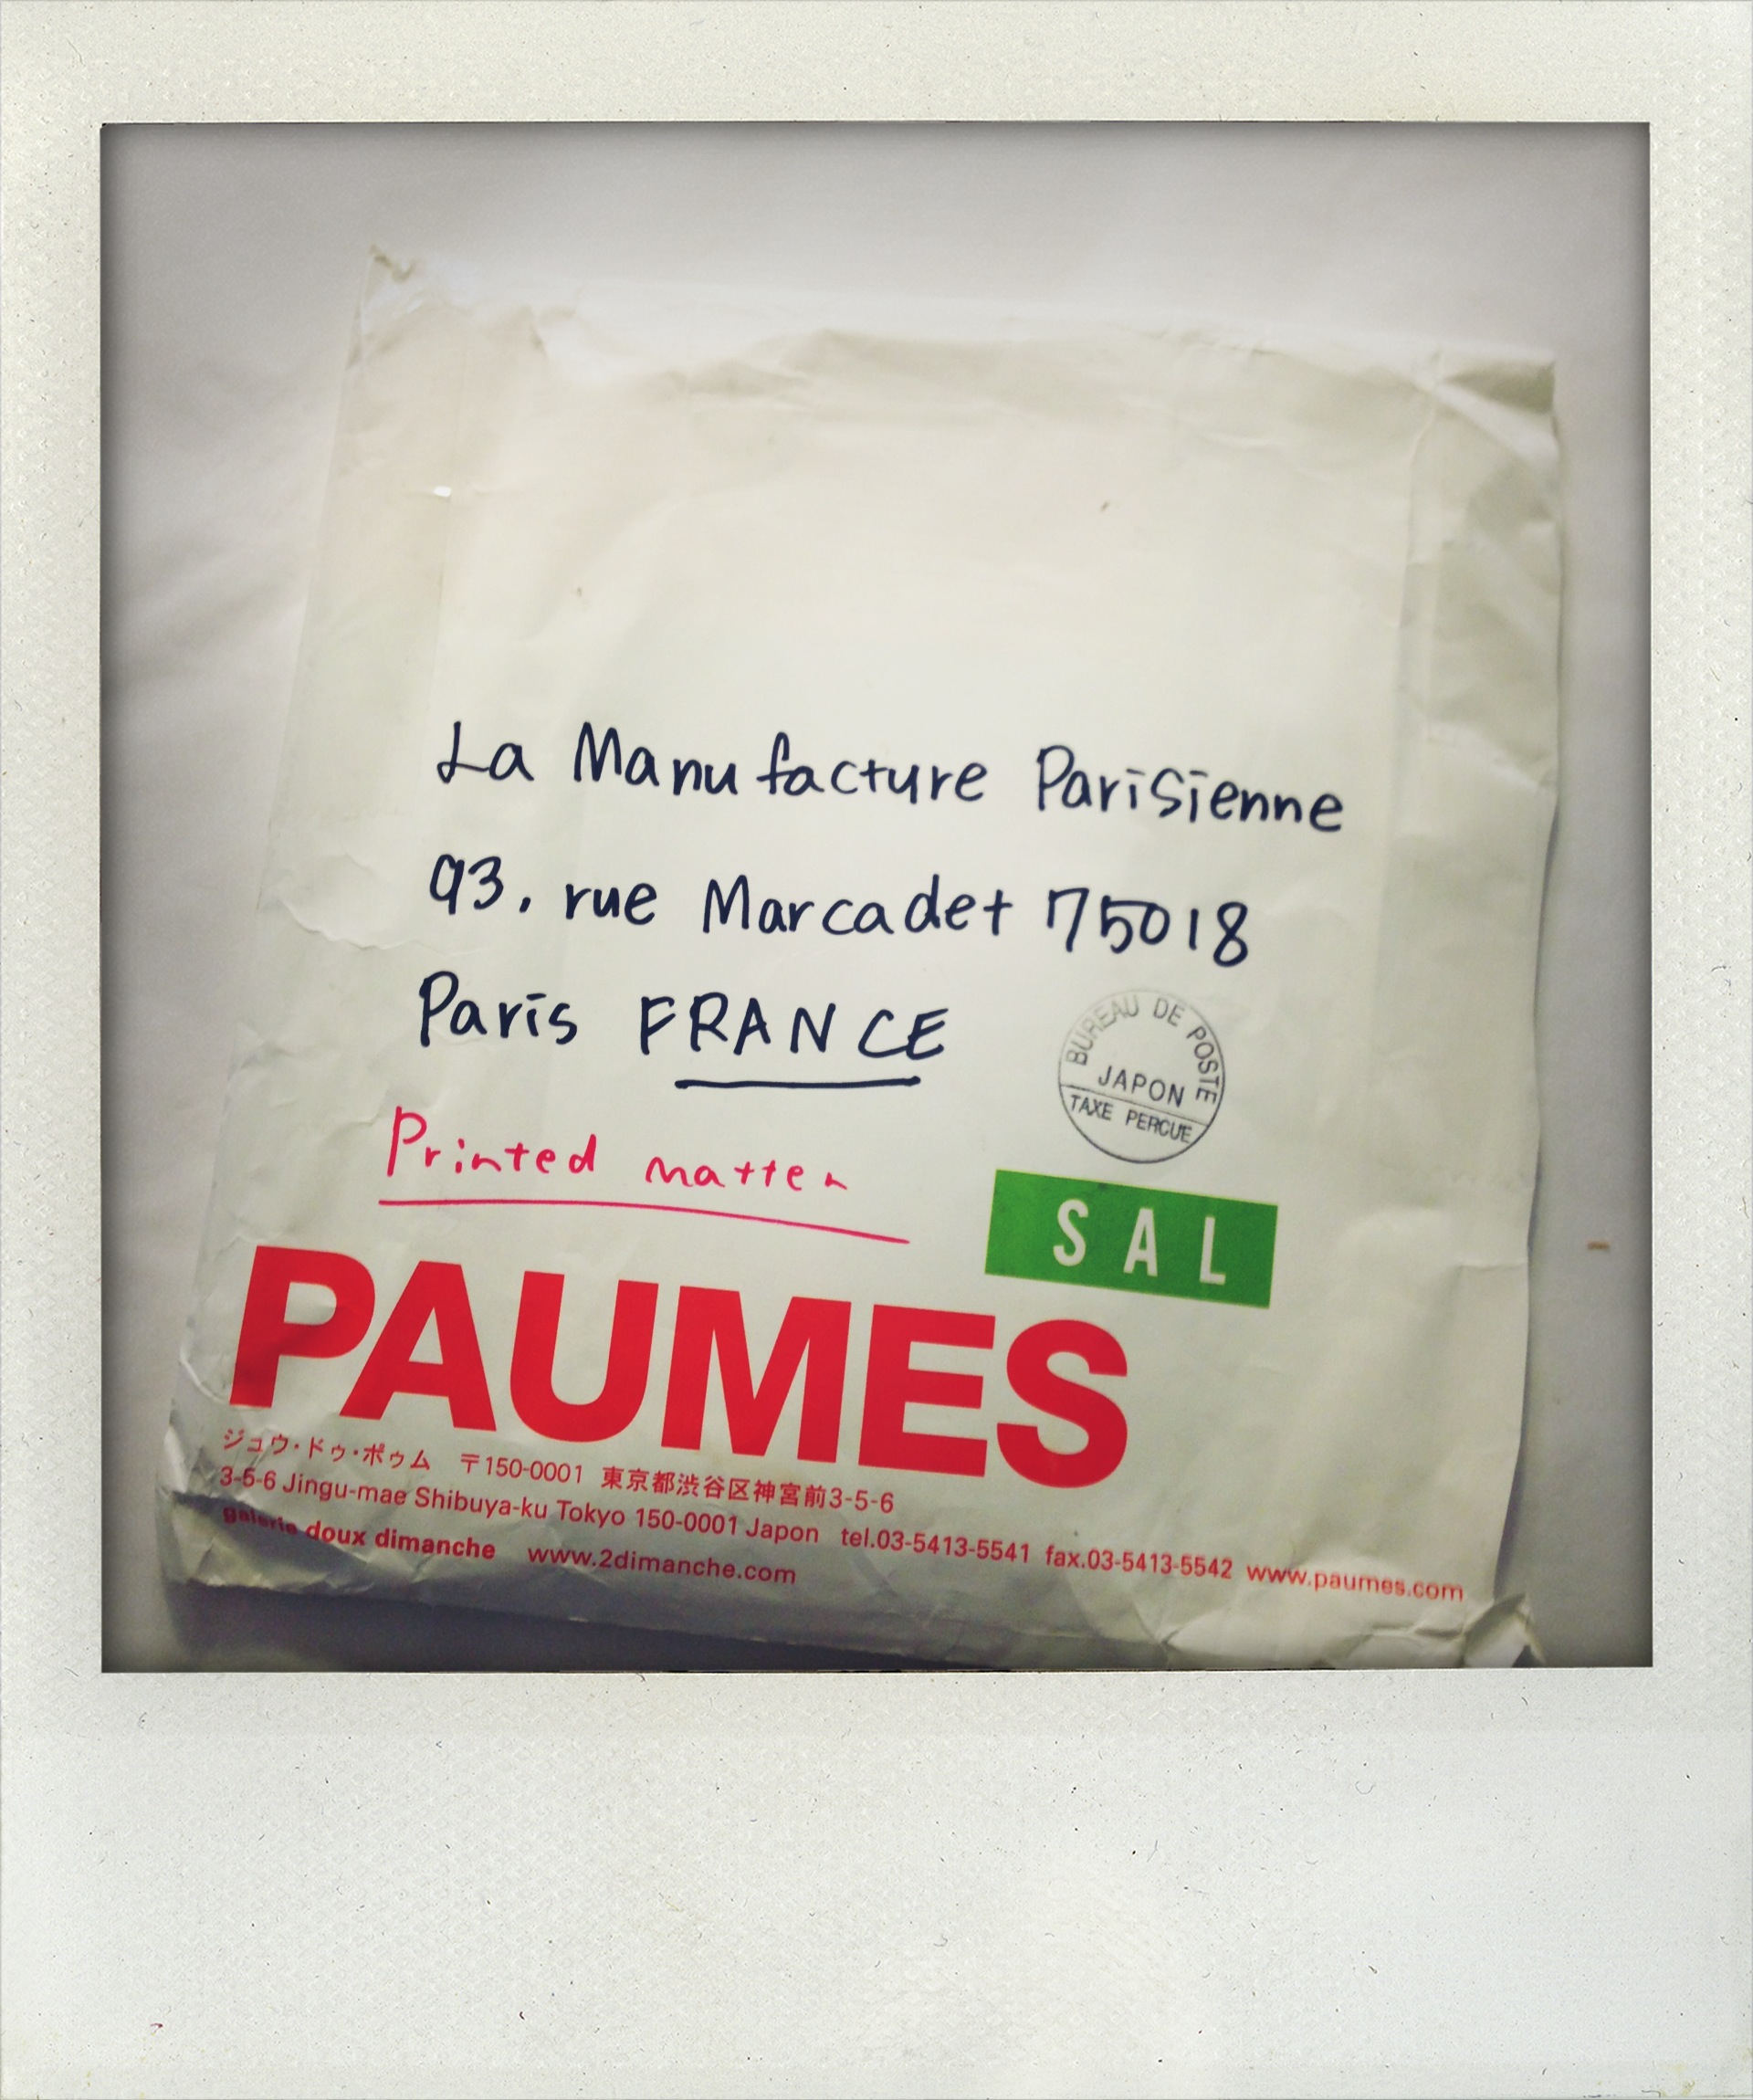 La Manufacture Parisienne
93, rue Marcadet 75018
Paris FRANCE
BUREAU DE POSTE
JAPON
TAXE PERCUE
Printed matter
SAL
PAUMES
ジュウ・ドゥ・ポゥム 〒150-0001 東京都渋谷区神宮前3-5-6
3-5-6 Jingu-mae Shibuya-ku Tokyo 150-0001 Japon tel.03-5413-5541 fax.03-5413-5542 www.paumes.com
galerie doux dimanche www.2dimanche.com